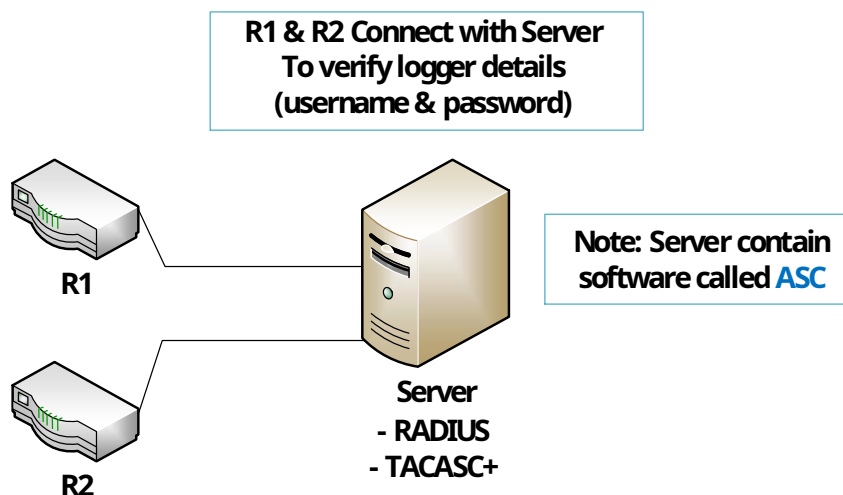 R1 & R2 Connect with Server
To verify logger details
(username & password)
R1
Note: Server contain
software called ASC
Server
- RADIUS
- TACASC+
R2